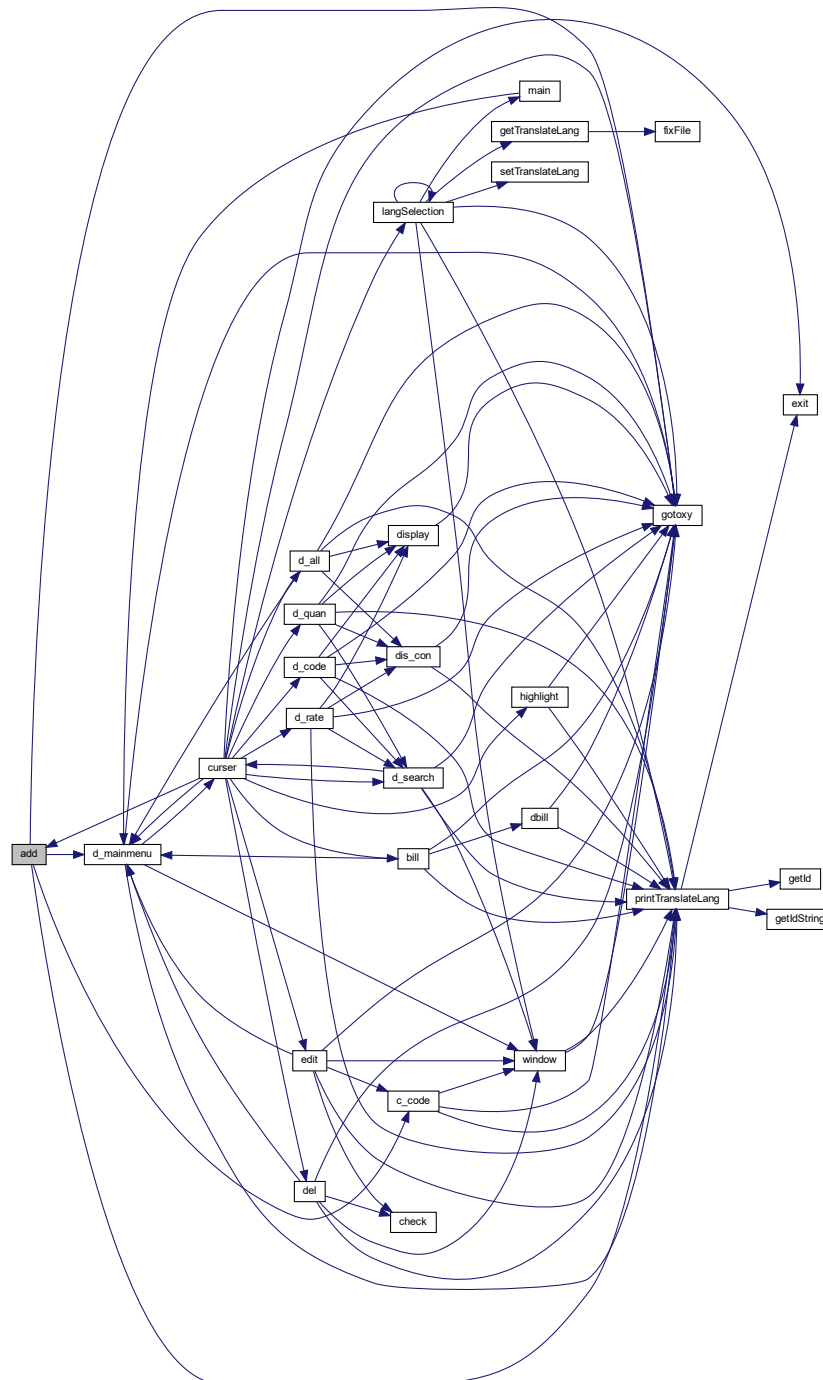 main
getTranslateLang
fixFile
setTranslateLang
langSelection
exit
gotoxy
display
d_all
d_quan
dis_con
d_code
highlight
d_rate
curser
d_search
dbill
add
d_mainmenu
bill
getId
printTranslateLang
getIdString
edit
window
c_code
del
check